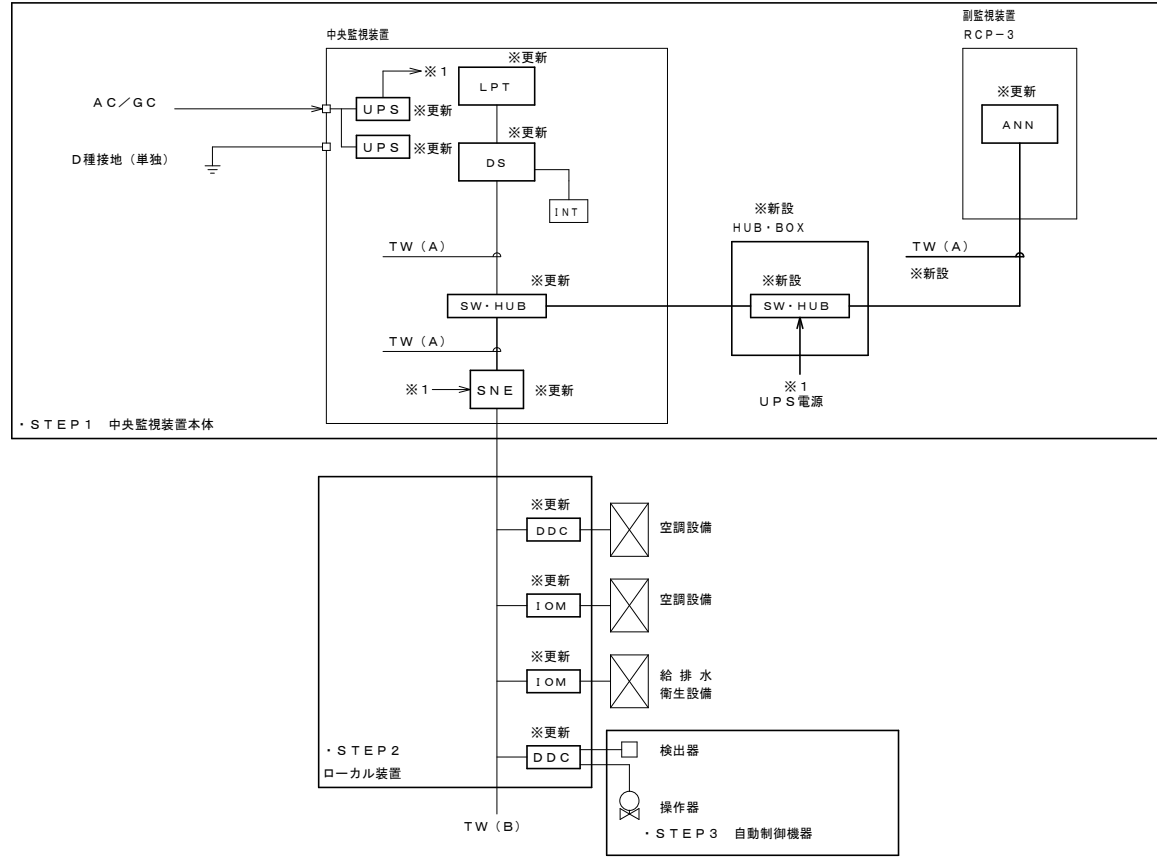 副監視装置
ＲＣＰ－３
中央監視装置
※更新
※１
ＬＰＴ
※更新
ＡＣ／ＧＣ
ＵＰＳ
※更新
ＡＮＮ
※更新
Ｄ種接地（単独）
ＵＰＳ
※更新
ＤＳ
ＩＮＴ
※新設
ＨＵＢ・ＢＯＸ
ＴＷ（Ａ）
ＴＷ（Ａ）
※新設
※更新
※新設
ＳＷ・ＨＵＢ
ＳＷ・ＨＵＢ
ＴＷ（Ａ）
※１
ＳＮＥ
※更新
※１
ＵＰＳ電源
・ＳＴＥＰ１　中央監視装置本体
※更新
ＤＤＣ
空調設備
※更新
ＩＯＭ
空調設備
※更新
ＩＯＭ
給 排 水
衛生設備
※更新
ＤＤＣ
検出器
・ＳＴＥＰ２
ローカル装置
操作器
ＴＷ（Ｂ）
・ＳＴＥＰ３　自動制御機器